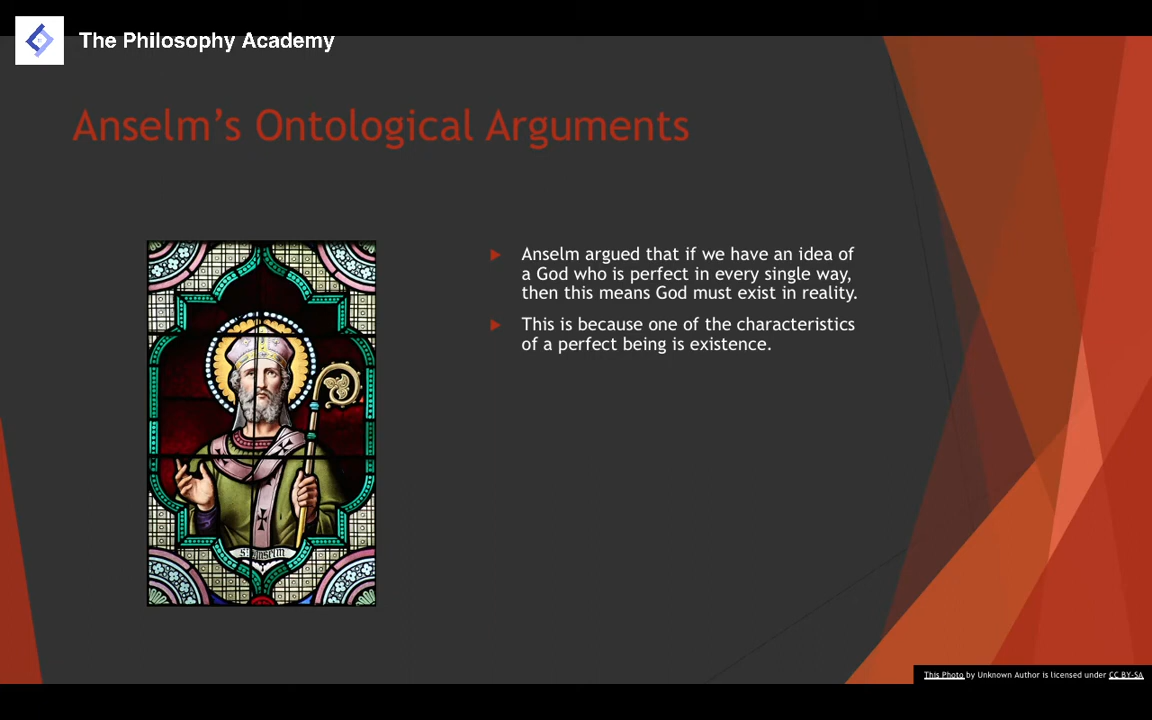 The Philosophy Academy
Anselm’s Ontological Arguments
Anselm argued that if we have an idea of
a God who is perfect in every single way,
then this means God must exist in reality.
This is because one of the characteristics
of a perfect being is existence.
This Photo by Unknown Author is licensed under CC BY-SA